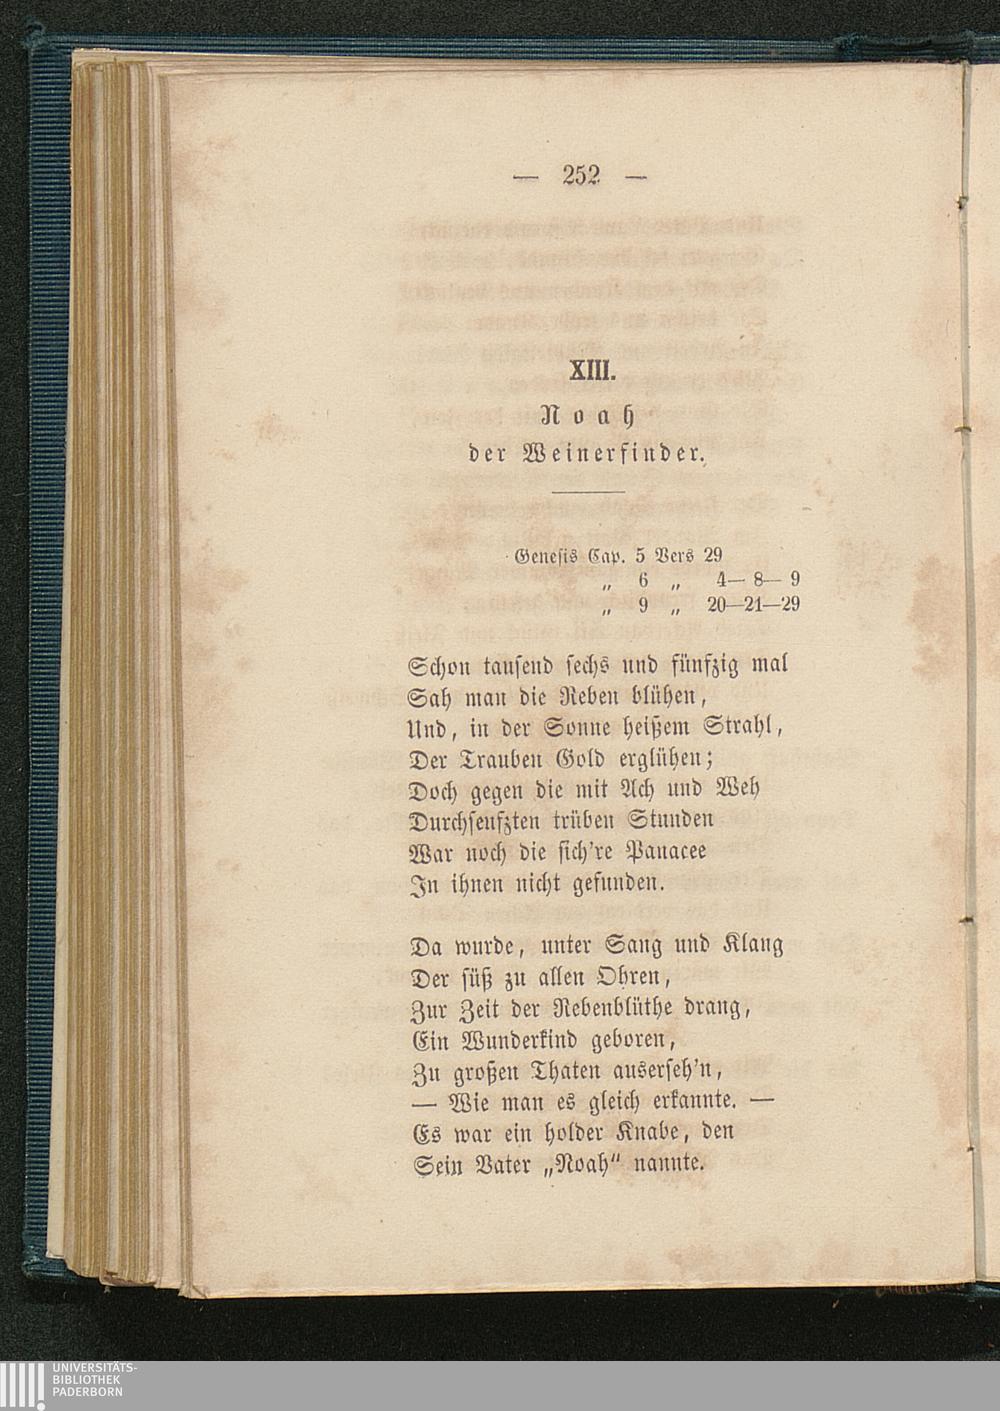 — 252 —
XIII.
Noah
der Weinerfinder.
Genesis Cap. 5 Vers 29
„ 6 „ 4— 8— 9
„ 9 „ 20—21—29
Schon tausend sechs und fünfzig mal
Sah man die Reben blühen,
Und, in der Sonne heißem Strahl,
Der Trauben Gold erglühen;
Doch gegen die mit Ach und Weh
Durchseufzten trüben Stunden
War noch die sich're Panacee
In ihnen nicht gefunden.
Da wurde, unter Sang und Klang
Der süß zu allen Ohren,
Zur Zeit der Rebenblüthe drang,
Ein Wunderkind geboren,
Zu großen Thaten auserseh'n,
— Wie man es gleich erkannte. —
Es war ein holder Knabe, den
Sein Vater „Noah“ nannte.
UNIVERSITÄTS-
BIBLIOTHEK
PADERBORN